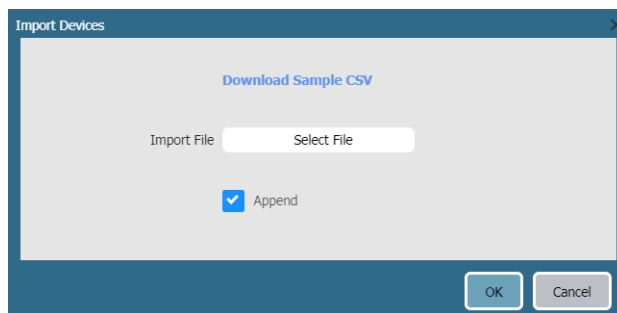 Import Devices
Download Sample CSV
Import File Select File
Append
OK Cancel